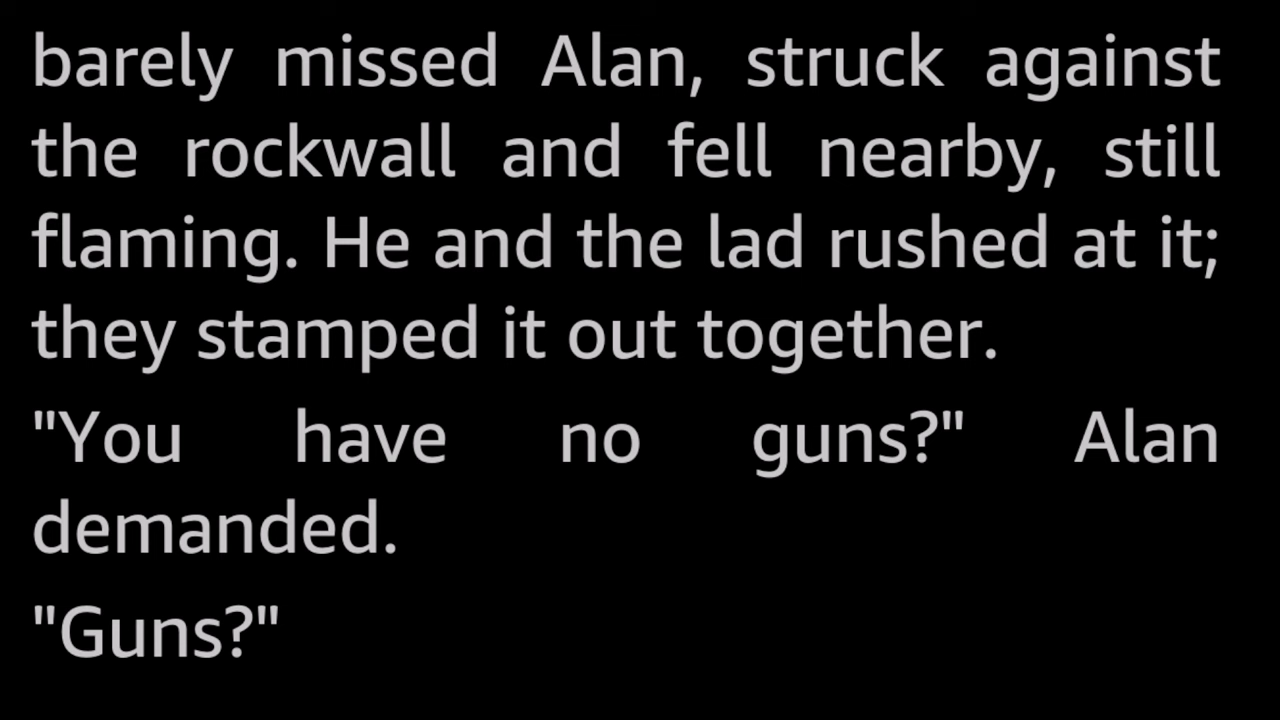 barely missed Alan, struck against
the rockwall and fell nearby, still
flaming. He and the lad rushed at it;
they stamped it out together.
"You have no guns?" Alan
demanded.
"Guns?"